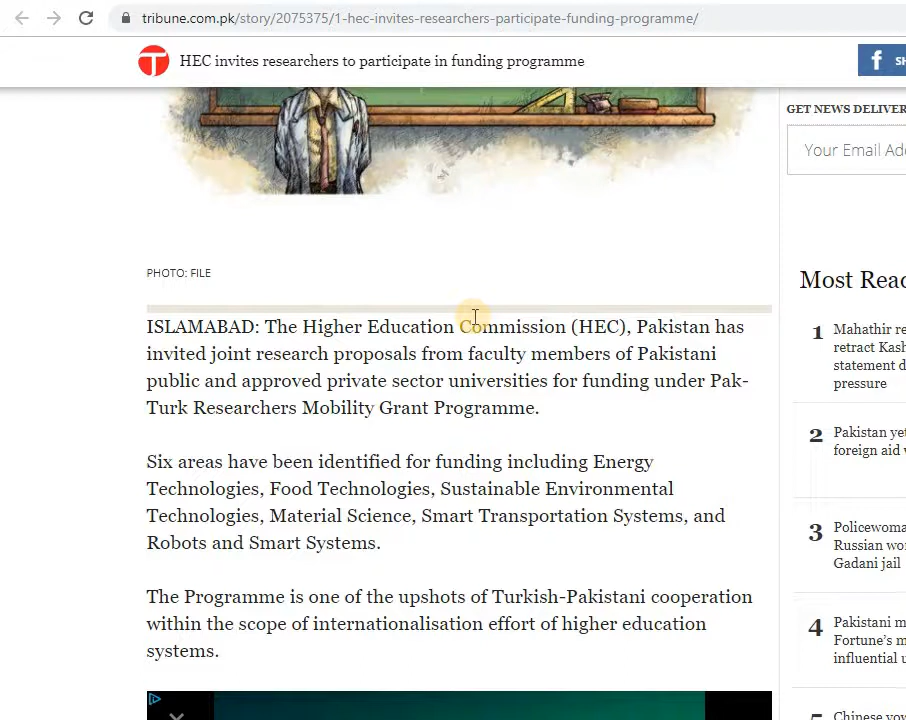 tribune.com.pk/story/2075375/1-hec-invites-researchers-participate-funding-programme/
HEC invites researchers to participate in funding programme
GET NEWS DELIVER
Your Email Ad
PHOTO: FILE
ISLAMABAD: The Higher Education Commission (HEC), Pakistan has
invited joint research proposals from faculty members of Pakistani
public and approved private sector universities for funding under Pak-
Turk Researchers Mobility Grant Programme.
Six areas have been identified for funding including Energy
Technologies, Food Technologies, Sustainable Environmental
Technologies, Material Science, Smart Transportation Systems, and
Robots and Smart Systems.
The Programme is one of the upshots of Turkish-Pakistani cooperation
within the scope of internationalisation effort of higher education
systems.
Most Read
1 Mahathir re
retract Kash
statement d
pressure
2 Pakistan yet
foreign aid
3 Policewoma
Russian wo
Gadani jail
4 Pakistani m
Fortune's m
influential
Chinese